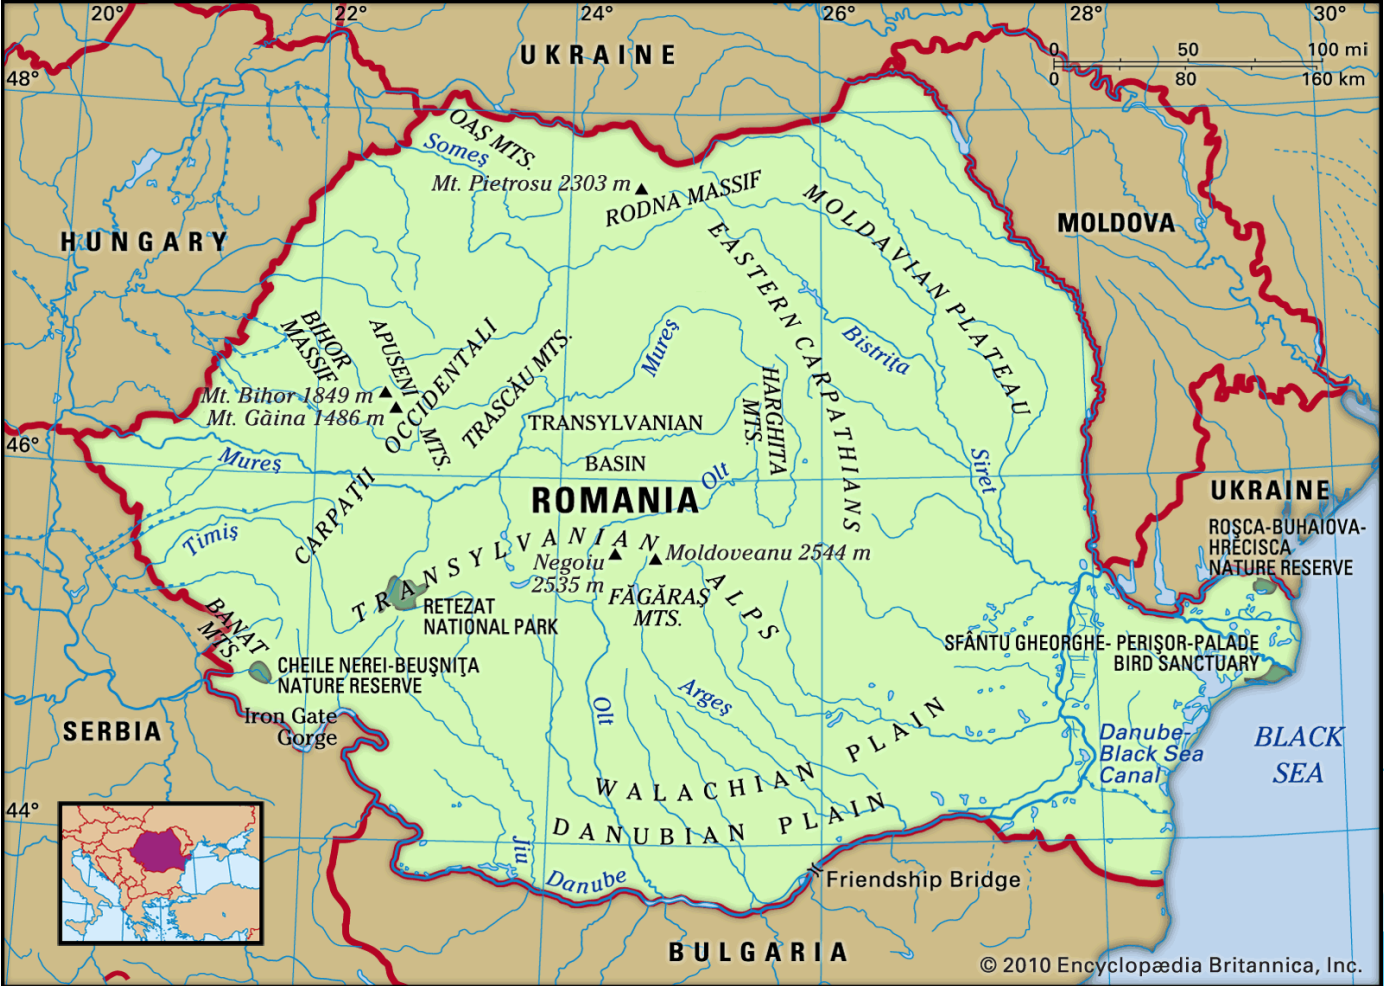 20°
22°
24°
26°
28°
30°
UKRAINE
0
50
100 mi
0
80
160 km
48°
OAŞ MTS.
Someş
Mt. Pietrosu 2303 m
RODNA MASSIF
MOLDAVIAN PLATEAU
MOLDOVA
HUNGARY
EASTERN CARPATHIANS
BIHOR
MASSIF
APUSENI
MTS.
CARPAŢII OCCIDENTALI
TRASCĂU MTS.
Mureş
Bistriţa
HARGHITA
MTS.
Mt. Bihor 1849 m
Mt. Găina 1486 m
46°
TRANSYLVANIAN
BASIN
Mureş
Olt
Siret
ROMANIA
UKRAINE
ROŞCA-BUHAIOVA-
HRECISCA
NATURE RESERVE
Timiş
TRANSYLVANIAN ALPS
Negoiu
2535 m
Moldoveanu 2544 m
FĂGĂRAŞ
MTS.
RETEZAT
NATIONAL PARK
BANAT
MTS.
SFÂNTU GHEORGHE- PERIŞOR-PALADE
BIRD SANCTUARY
CHEILE NEREI-BEUŞNIŢA
NATURE RESERVE
Iron Gate
Gorge
SERBIA
Olt
Argeş
WALACHIAN PLAIN
Danube-
Black Sea
Canal
BLACK
SEA
44°
DANUBIAN PLAIN
Jiu
Danube
Friendship Bridge
BULGARIA
© 2010 Encyclopædia Britannica, Inc.